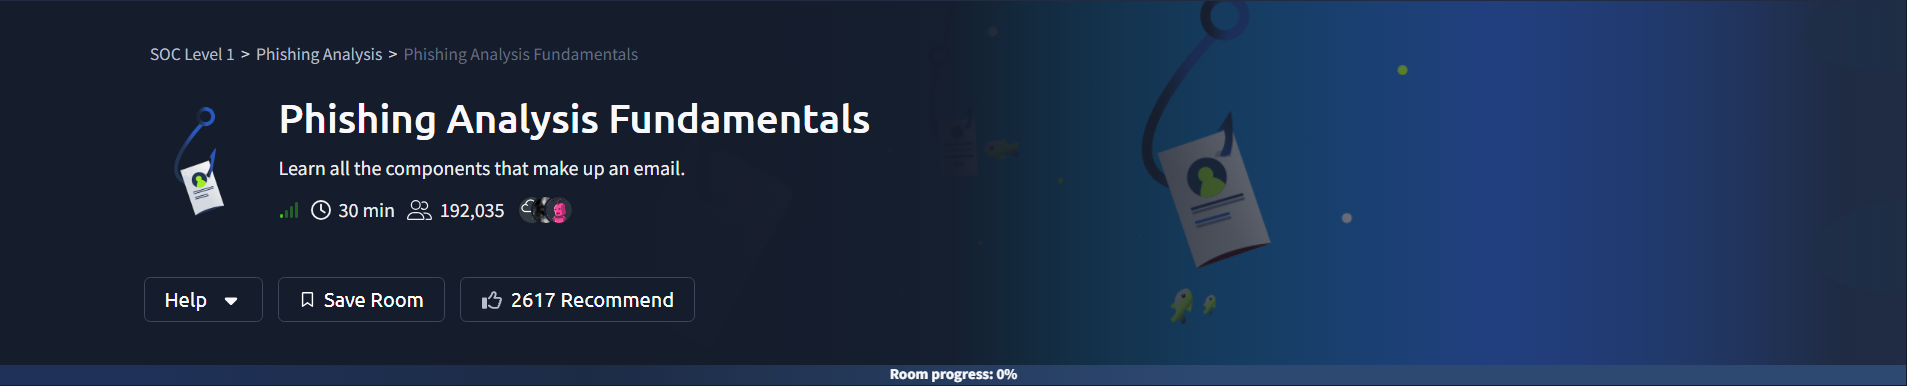 SOC Level 1 > Phishing Analysis > Phishing Analysis Fundamentals
Phishing Analysis Fundamentals
Learn all the components that make up an email.
30 min 192,035
Help Save Room 2617 Recommend
Room progress: 0%